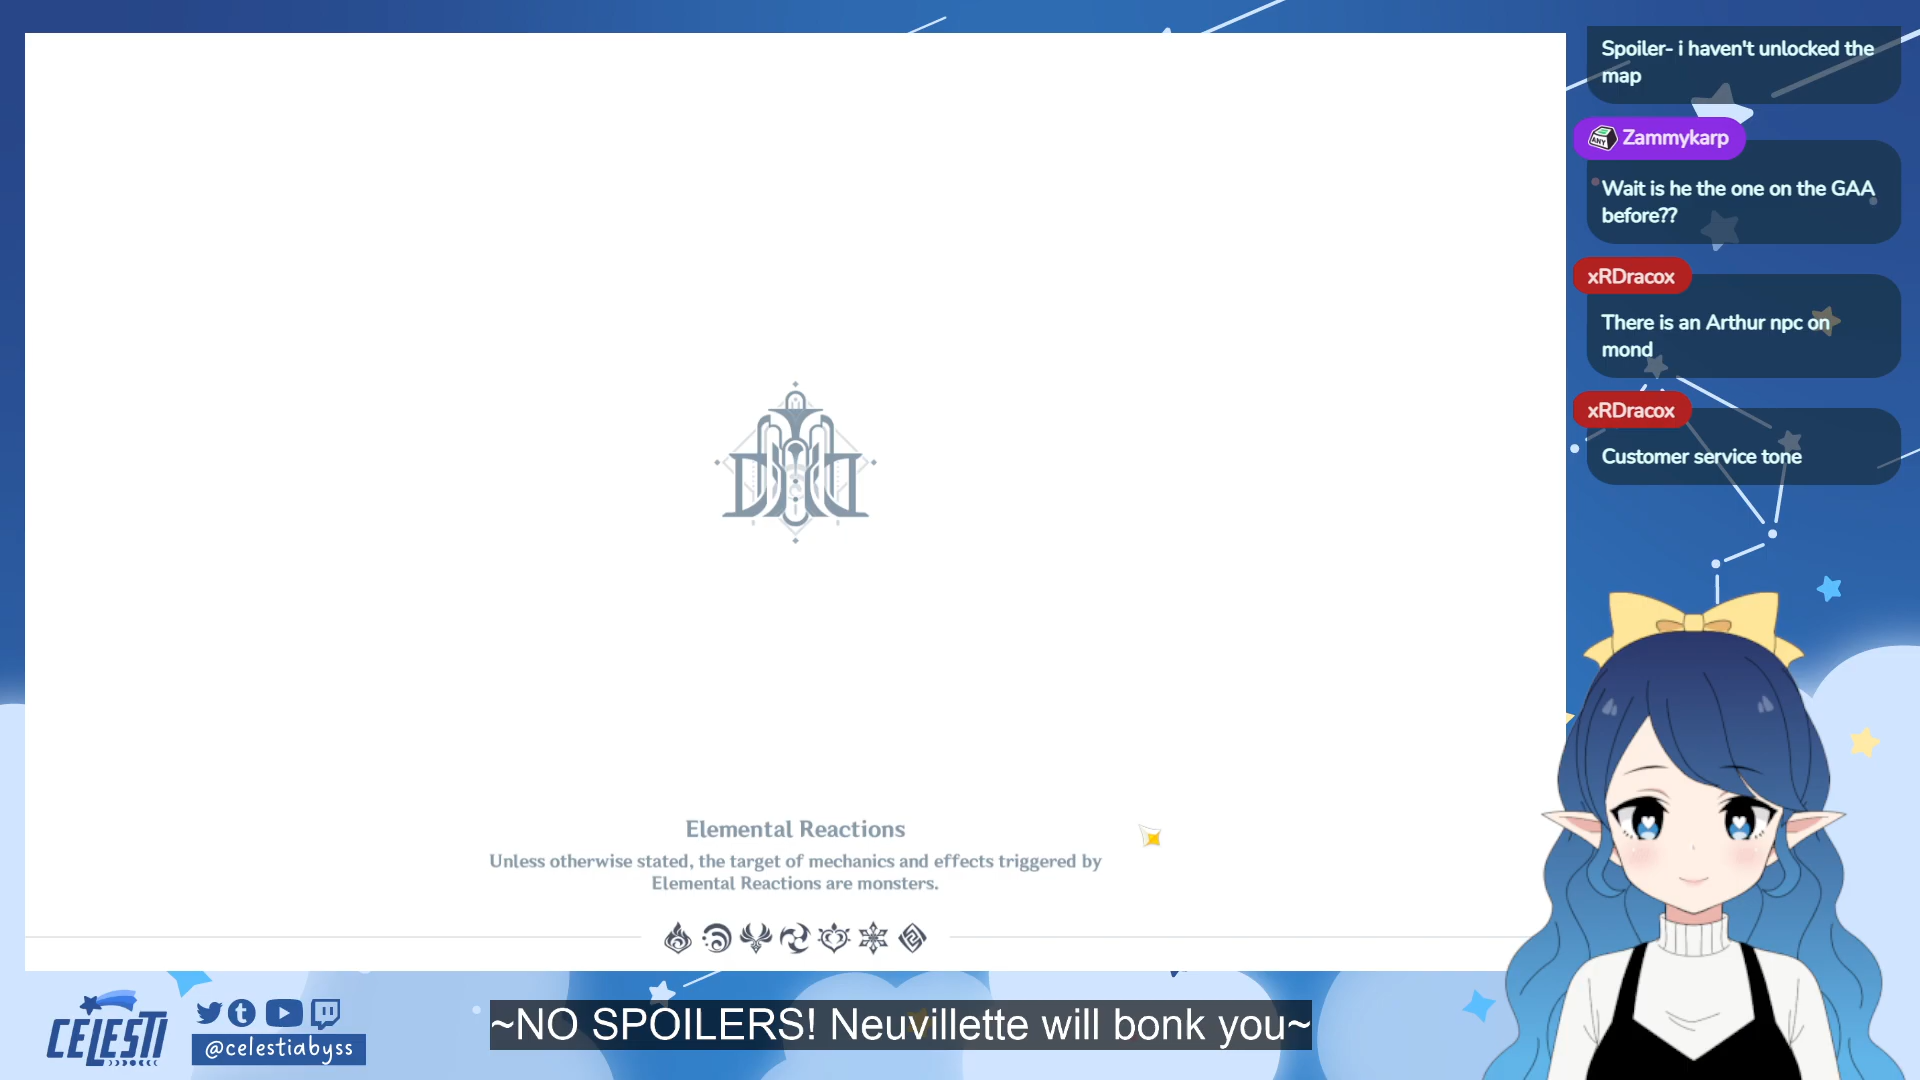 Spoiler- i haven't unlocked the
map
ANY
Zammykarp
Wait is he the one on the GAA
before??
xRDracox
There is an Arthur npc on
mond
xRDracox
Customer service tone
Elemental Reactions
Unless otherwise stated, the target of mechanics and effects triggered by
Elemental Reactions are monsters.
CELESTI
@celestiabyss
~NO SPOILERS! Neuvillette will bonk you~